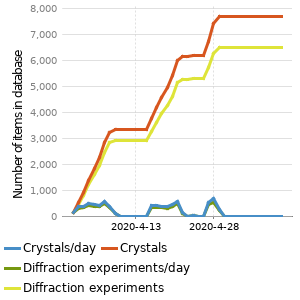 Number of items in database
8,000
7,000
6,000
5,000
4,000
3,000
2,000
1,000
0
2020-4-13 2020-4-28
Crystals/day Crystals
Diffraction experiments/day
Diffraction experiments